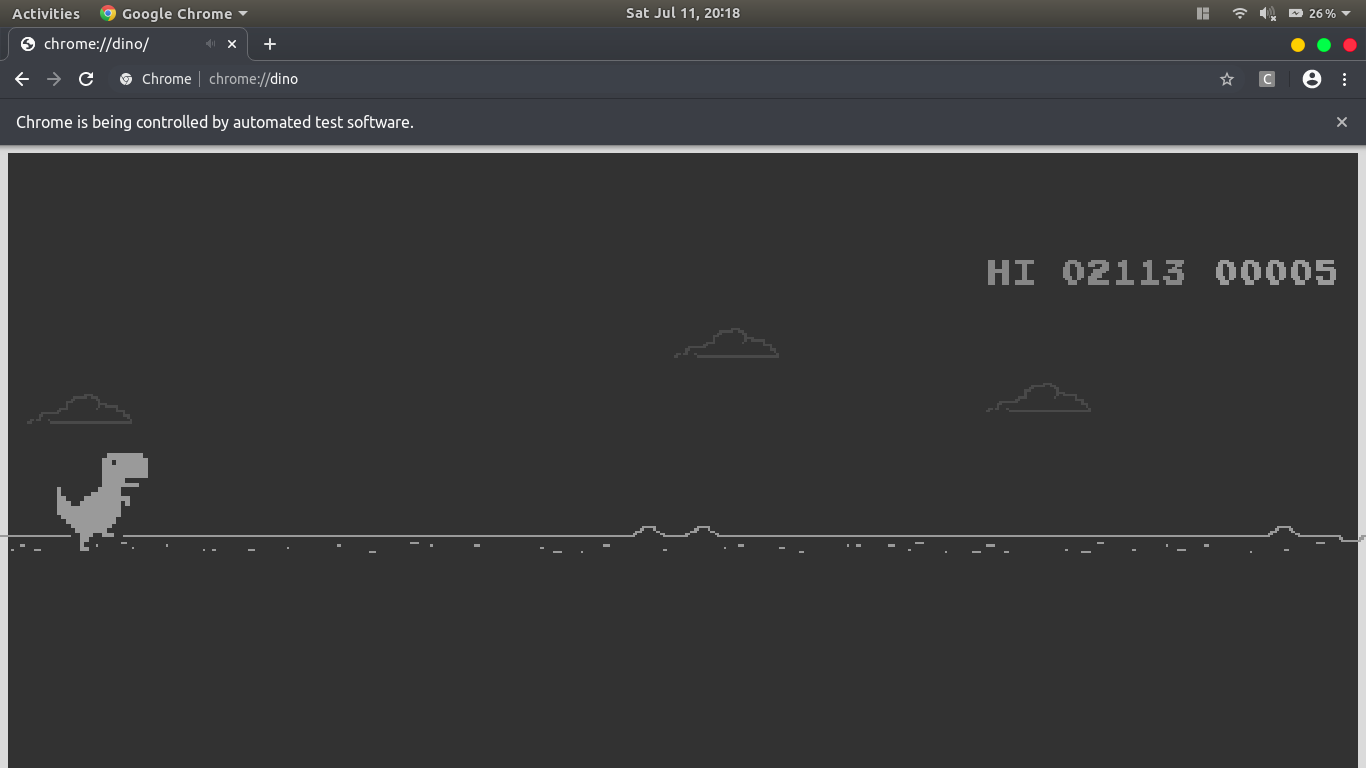 Activities Google Chrome Sat Jul 11, 20:18 26%
chrome://dino/
Chrome chrome://dino C
Chrome is being controlled by automated test software.
HI 02113 00005